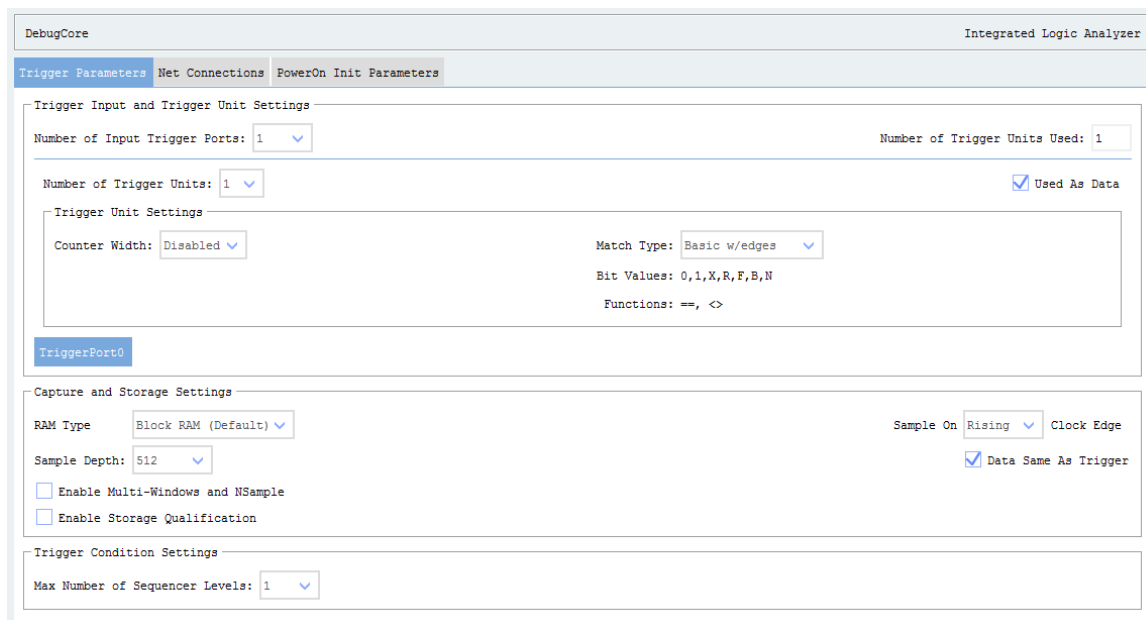 DebugCore Integrated Logic Analyzer
Trigger Parameters Net Connections PowerOn Init Parameters
Trigger Input and Trigger Unit Settings
Number of Input Trigger Ports: 1 Number of Trigger Units Used: 1
Number of Trigger Units: 1 Used As Data
Trigger Unit Settings
Counter Width: Disabled Match Type: Basic w/edges
Bit Values: 0,1,X,R,F,B,N
Functions: ==, <>
TriggerPort0
Capture and Storage Settings
RAM Type Block RAM (Default) Sample On Rising Clock Edge
Sample Depth: 512 Data Same As Trigger
Enable Multi-Windows and NSample
Enable Storage Qualification
Trigger Condition Settings
Max Number of Sequencer Levels: 1